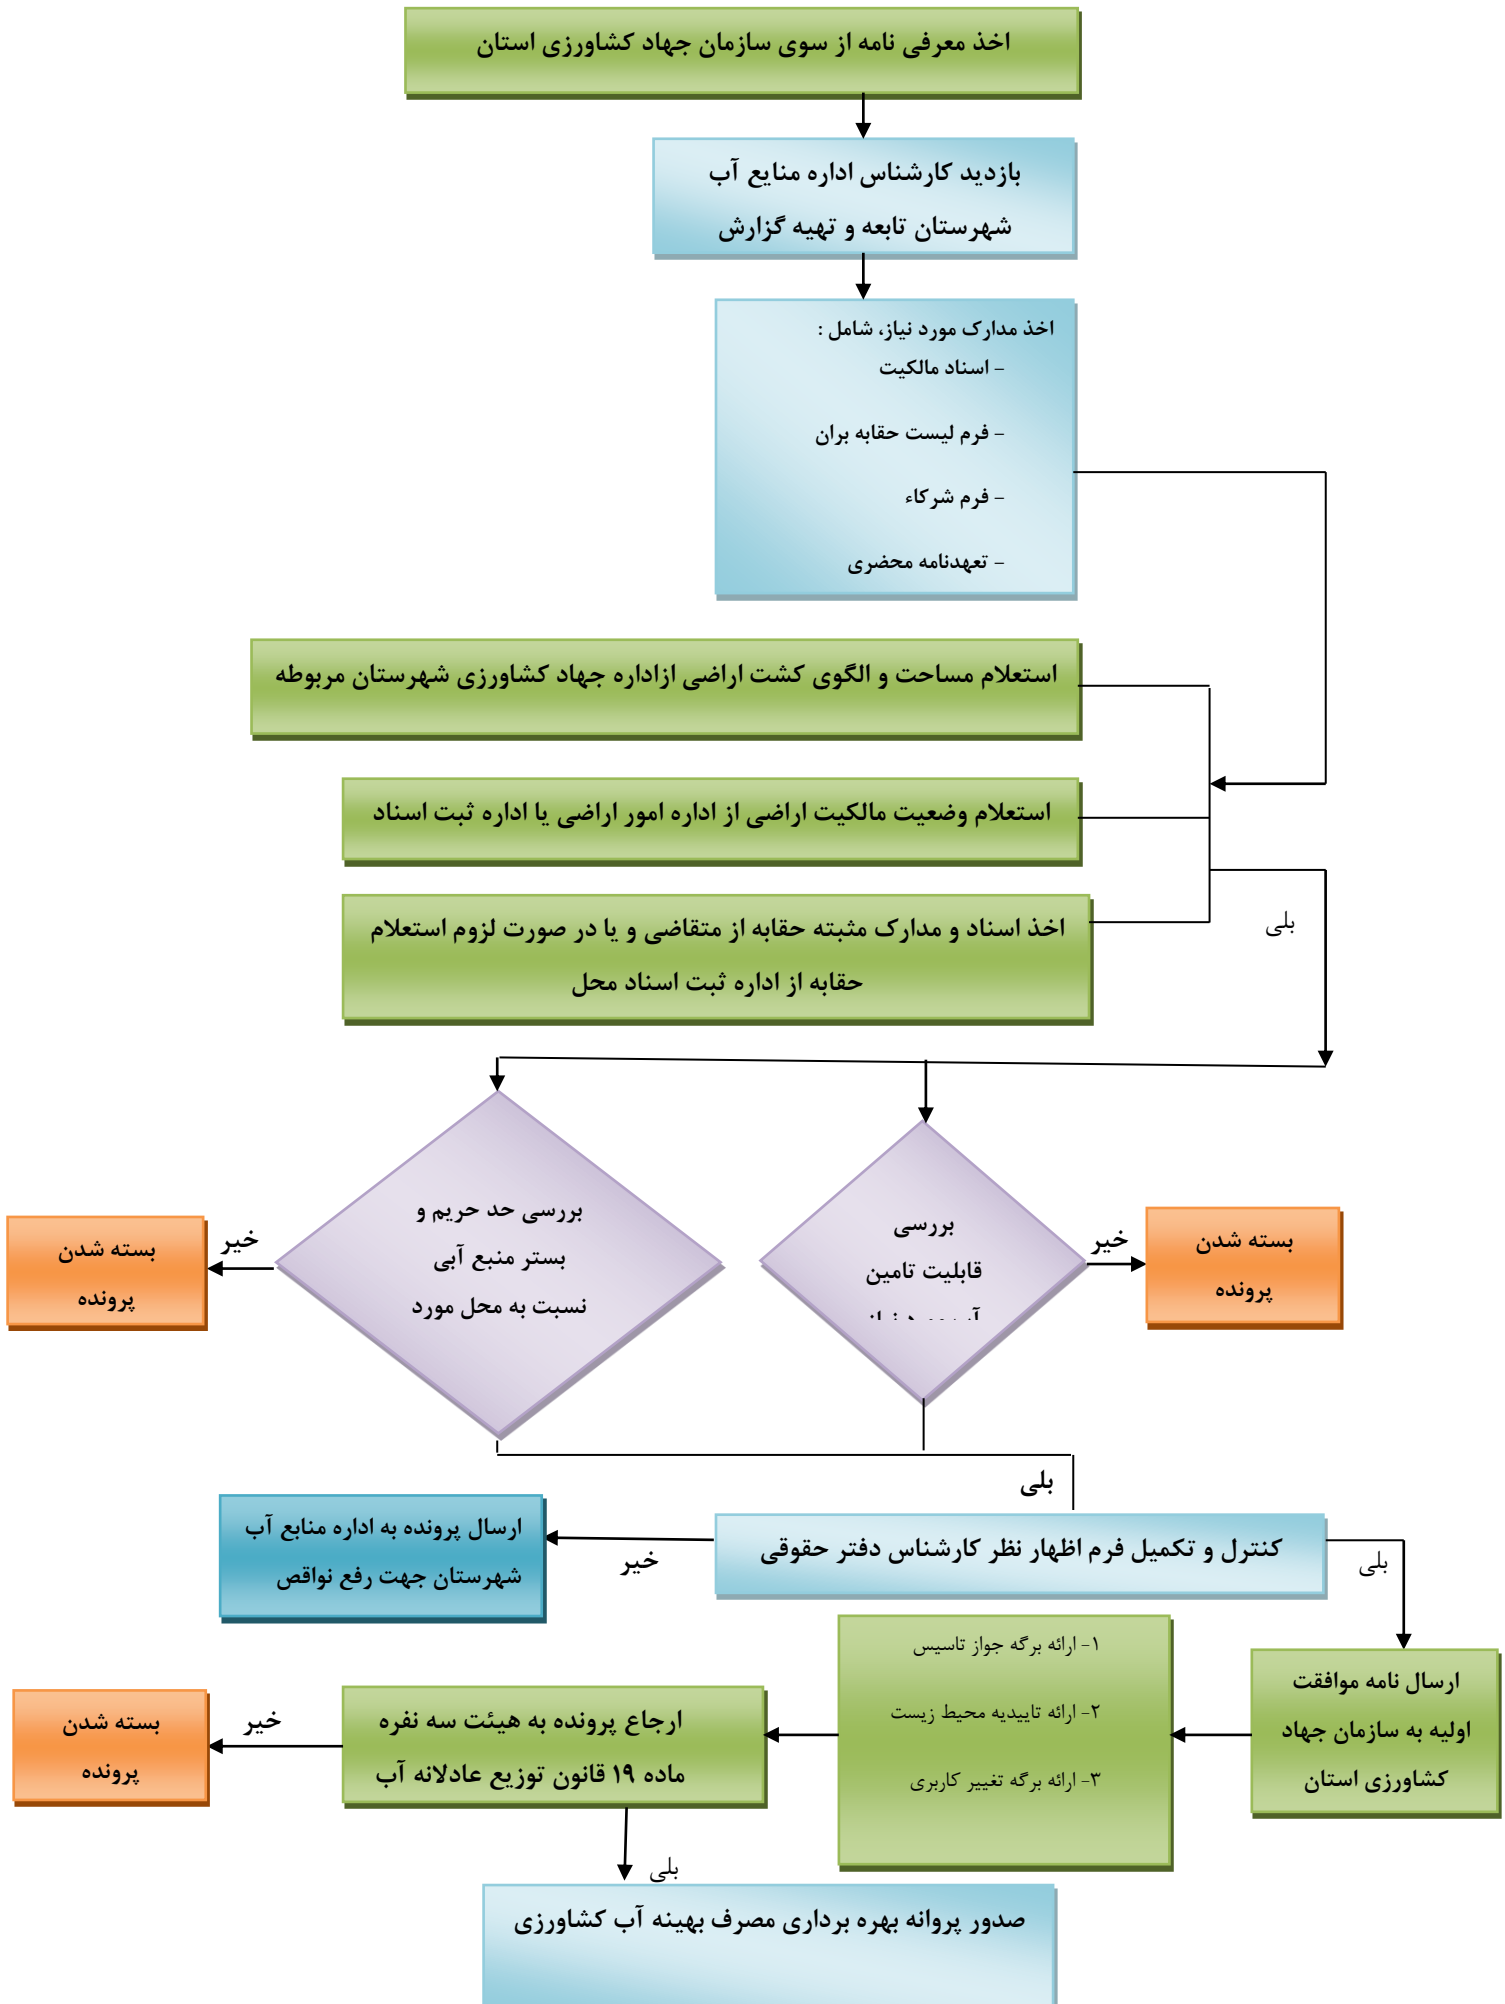 اخذ معرفی نامه از سوی سازمان جهاد کشاورزی استان
بازدید کارشناس اداره منایع آب
شهرستان تابعه و تهیه گزارش
اخذ مدارک مورد نیاز، شامل :
- اسناد مالکیت
- فرم لیست حقابه بران
- فرم شرکاء
- تعهدنامه محضری
استعلام مساحت و الگوی کشت اراضی ازاداره جهاد کشاورزی شهرستان مربوطه
استعلام وضعیت مالکیت اراضی از اداره امور اراضی یا اداره ثبت اسناد
اخذ اسناد و مدارک مثبته حقابه از متقاضی و یا در صورت لزوم استعلام
حقابه از اداره ثبت اسناد محل
بلی
بررسی
قابلیت تامین
بررسی حد حریم و
بستر منبع آبی
نسبت به محل مورد
خیر
بسته شدن
پرونده
خیر
بسته شدن
پرونده
بلی
کنترل و تکمیل فرم اظهار نظر کارشناس دفتر حقوقی
خیر
ارسال پرونده به اداره منابع آب
شهرستان جهت رفع نواقص
بلی
ارسال نامه موافقت
اولیه به سازمان جهاد
کشاورزی استان
۱- ارائه برگه جواز تاسیس
۲- ارائه تاییدیه محیط زیست
۳- ارائه برگه تغییر کاربری
ارجاع پرونده به هیئت سه نفره
ماده ۱۹ قانون توزیع عادلانه آب
خیر
بسته شدن
پرونده
بلی
صدور پروانه بهره برداری مصرف بهینه آب کشاورزی